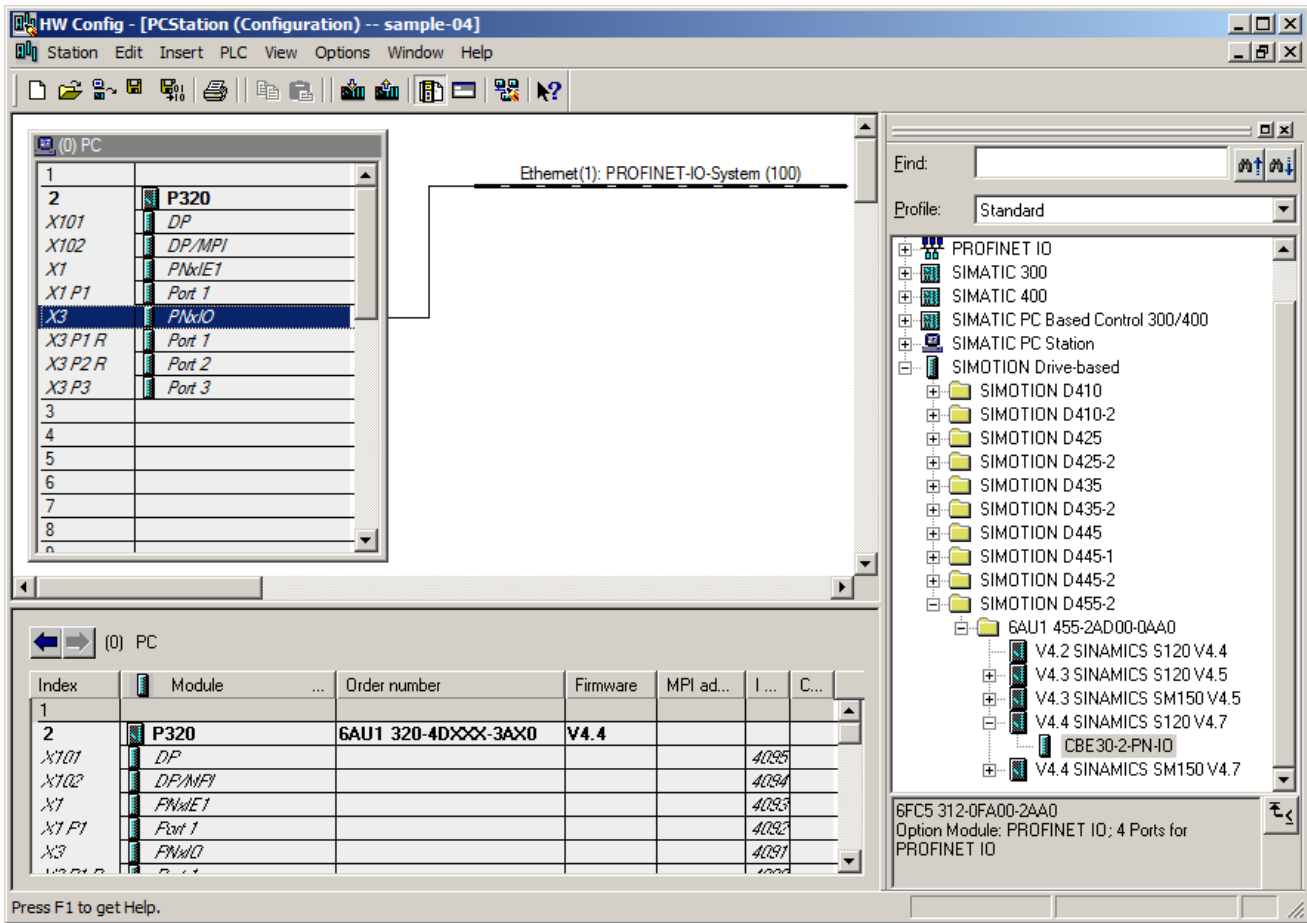 HW Config - [PCStation (Configuration) -- sample-04]
Station Edit Insert PLC View Options Window Help
(0) PC
1
2 P320
X101 DP
X102 DP/MPI
X1 PNxIE1
X1 P1 Port 1
X3 PNxIO
X3 P1 R Port 1
X3 P2 R Port 2
X3 P3 Port 3
3
4
5
6
7
8
9
Ethernet(1): PROFINET-IO-System (100)
Find:
Profile: Standard
PROFINET IO
SIMATIC 300
SIMATIC 400
SIMATIC PC Based Control 300/400
SIMATIC PC Station
SIMOTION Drive-based
SIMOTION D410
SIMOTION D410-2
SIMOTION D425
SIMOTION D425-2
SIMOTION D435
SIMOTION D435-2
SIMOTION D445
SIMOTION D445-1
SIMOTION D445-2
SIMOTION D455-2
6AU1 455-2AD00-0AA0
V4.2 SINAMICS S120 V4.4
V4.3 SINAMICS S120 V4.5
V4.3 SINAMICS SM150 V4.5
V4.4 SINAMICS S120 V4.7
CBE30-2-PN-IO
V4.4 SINAMICS SM150 V4.7
6FC5 312-0FA00-2AA0
Option Module: PROFINET IO; 4 Ports for
PROFINET IO
(0) PC
Index Module ... Order number Firmware MPI ad... I ... C...
1
2 P320 6AU1 320-4DXXX-3AX0 V4.4
X101 DP 4095
X102 DP/MPI 4094
X1 PNxIE1 4093
X1 P1 Port 1 4092
X3 PNxIO 4091
Press F1 to get Help.